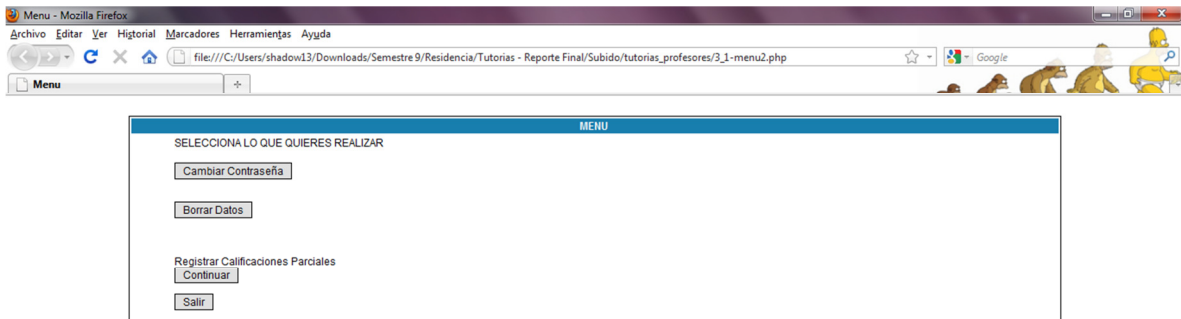 Menu - Mozilla Firefox
Archivo Editar Ver Historial Marcadores Herramientas Ayuda
file:///C:/Users/shadow13/Downloads/Semestre 9/Residencia/Tutorias - Reporte Final/Subido/tutorias_profesores/3_1-menu2.php
Google
Menu
MENU
SELECCIONA LO QUE QUIERES REALIZAR
Cambiar Contraseña
Borrar Datos
Registrar Calificaciones Parciales
Continuar
Salir